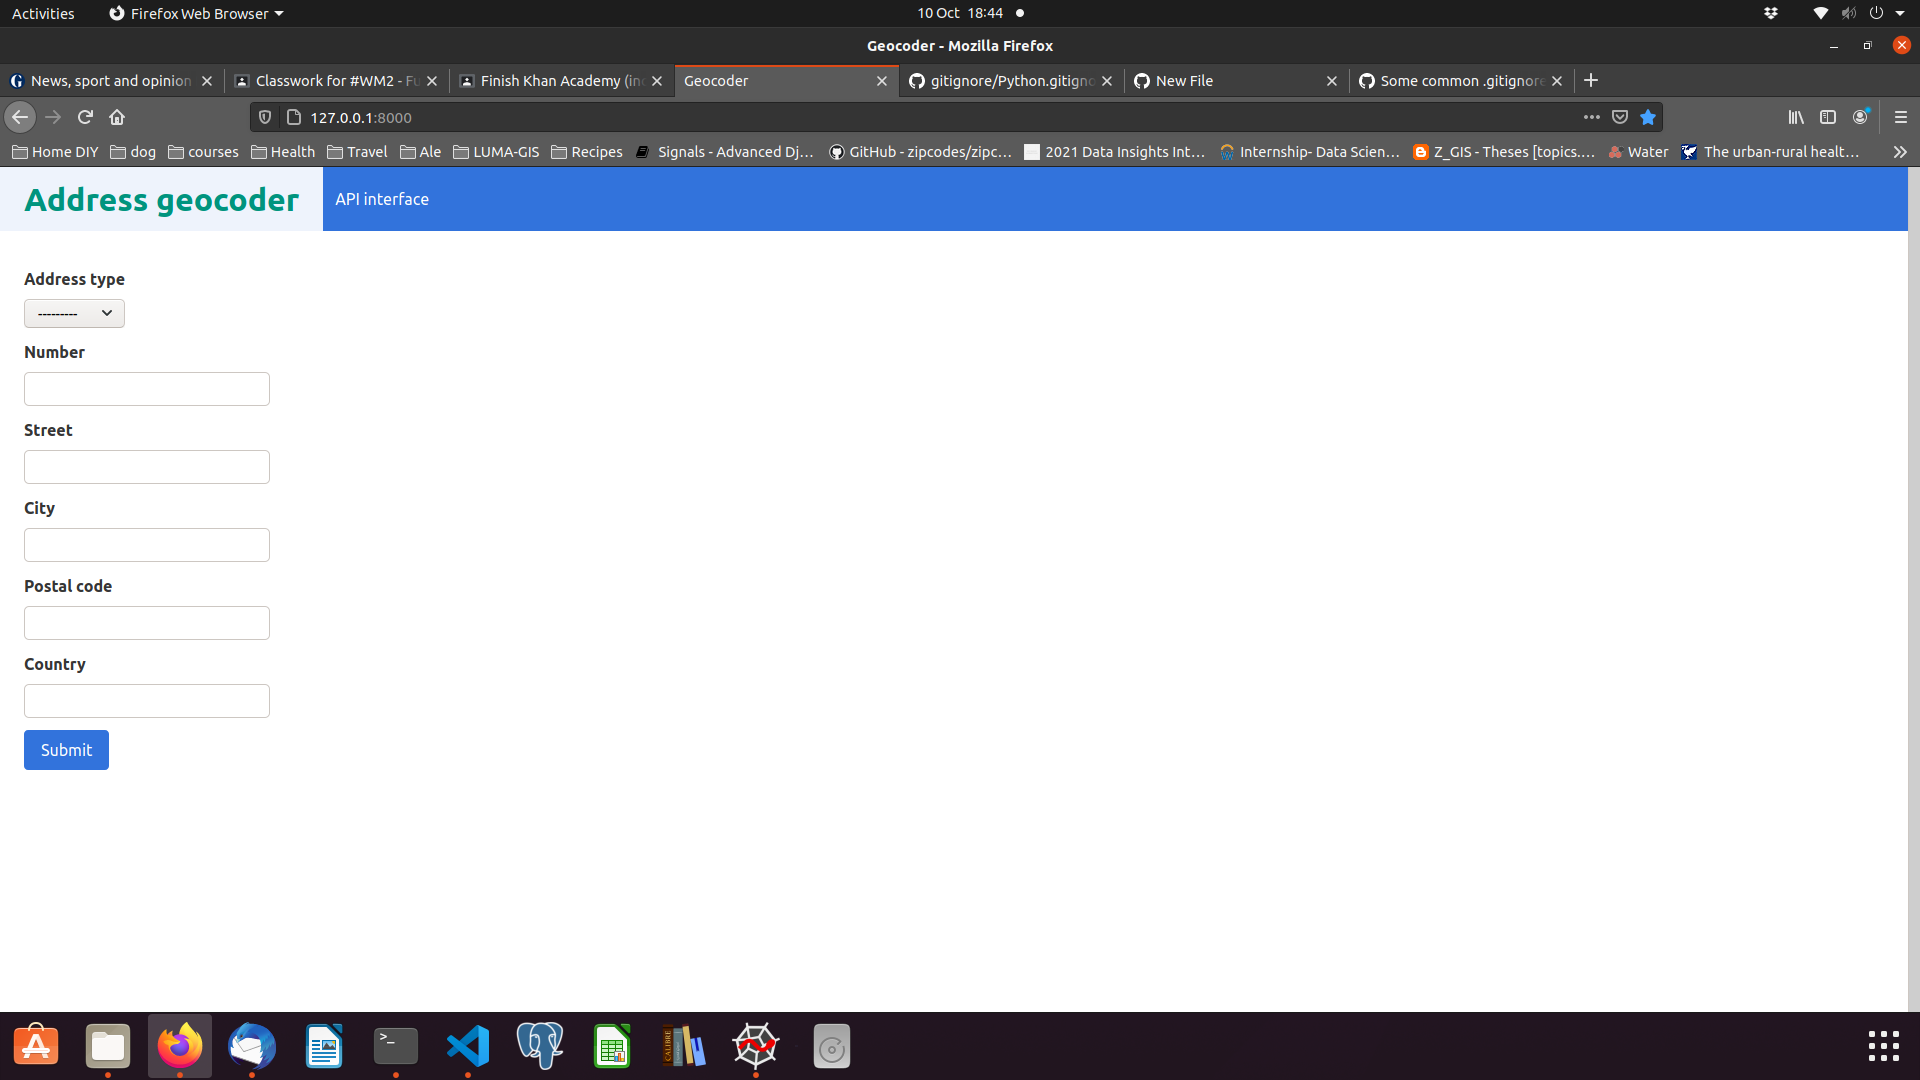 Activities Firefox Web Browser 10 Oct 18:44
Geocoder - Mozilla Firefox
News, sport and opinion Classwork for #WM2 - Fu Finish Khan Academy (in Geocoder gitignore/Python.gitigno New File Some common .gitignore
127.0.0.1:8000
Home DIY dog courses Health Travel Ale LUMA-GIS Recipes Signals - Advanced Dj... GitHub - zipcodes/zipc... 2021 Data Insights Int... Internship- Data Scien... Z_GIS - Theses [topics.... Water The urban-rural healt...
Address geocoder API interface
Address type
---------
Number
Street
City
Postal code
Country
Submit
CALIBRE